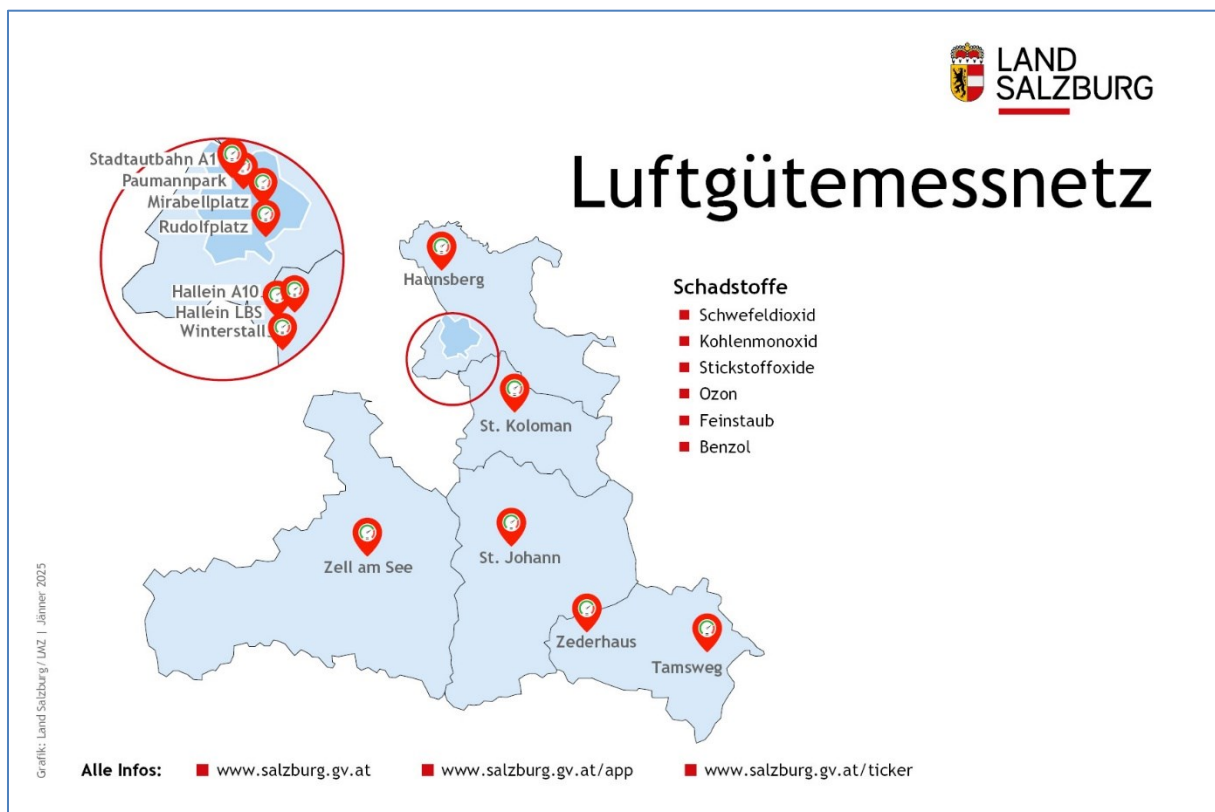 LAND
SALZBURG
Luftgütemessnetz
Stadtautbahn A1
Paumannpark
Mirabellplatz
Rudolfplatz
Hallein A10
Hallein LBS
Winterstall
Haunsberg
St. Koloman
Zell am See
St. Johann
Zederhaus
Tamsweg
Schadstoffe
Schwefeldioxid
Kohlenmonoxid
Stickstoffoxide
Ozon
Feinstaub
Benzol
Grafik: Land Salzburg / LMZ | Jänner 2025
Alle Infos: www.salzburg.gv.at www.salzburg.gv.at/app www.salzburg.gv.at/ticker